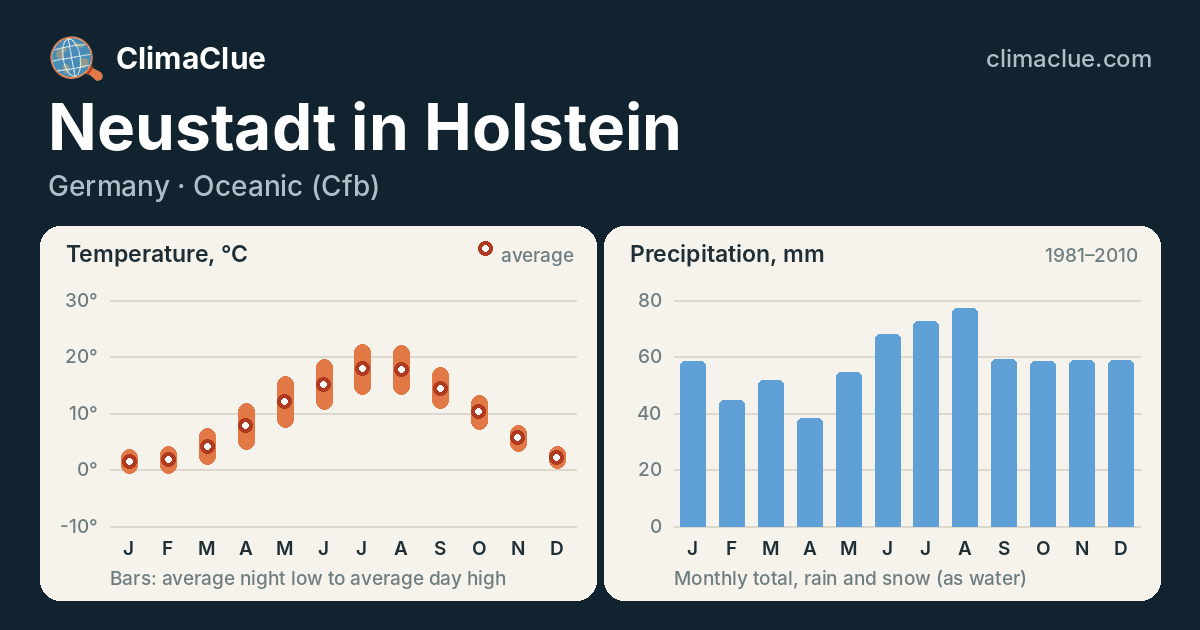 ClimaClue
climaclue.com
Neustadt in Holstein
Germany · Oceanic (Cfb)
Temperature, °C
average
30°
20°
10°
0°
-10°
J F M A M J J A S O N D
Bars: average night low to average day high
Precipitation, mm
1981–2010
80
60
40
20
0
J F M A M J J A S O N D
Monthly total, rain and snow (as water)